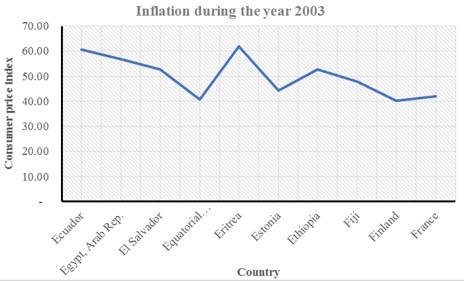 Inflation during the year 2003
Consumer price index
70.00
60.00
50.00
40.00
30.00
20.00
10.00
-
Ecuador
Egypt, Arab Rep.
El Salvador
Equatorial…
Eritrea
Estonia
Ethiopia
Fiji
Finland
France
Country